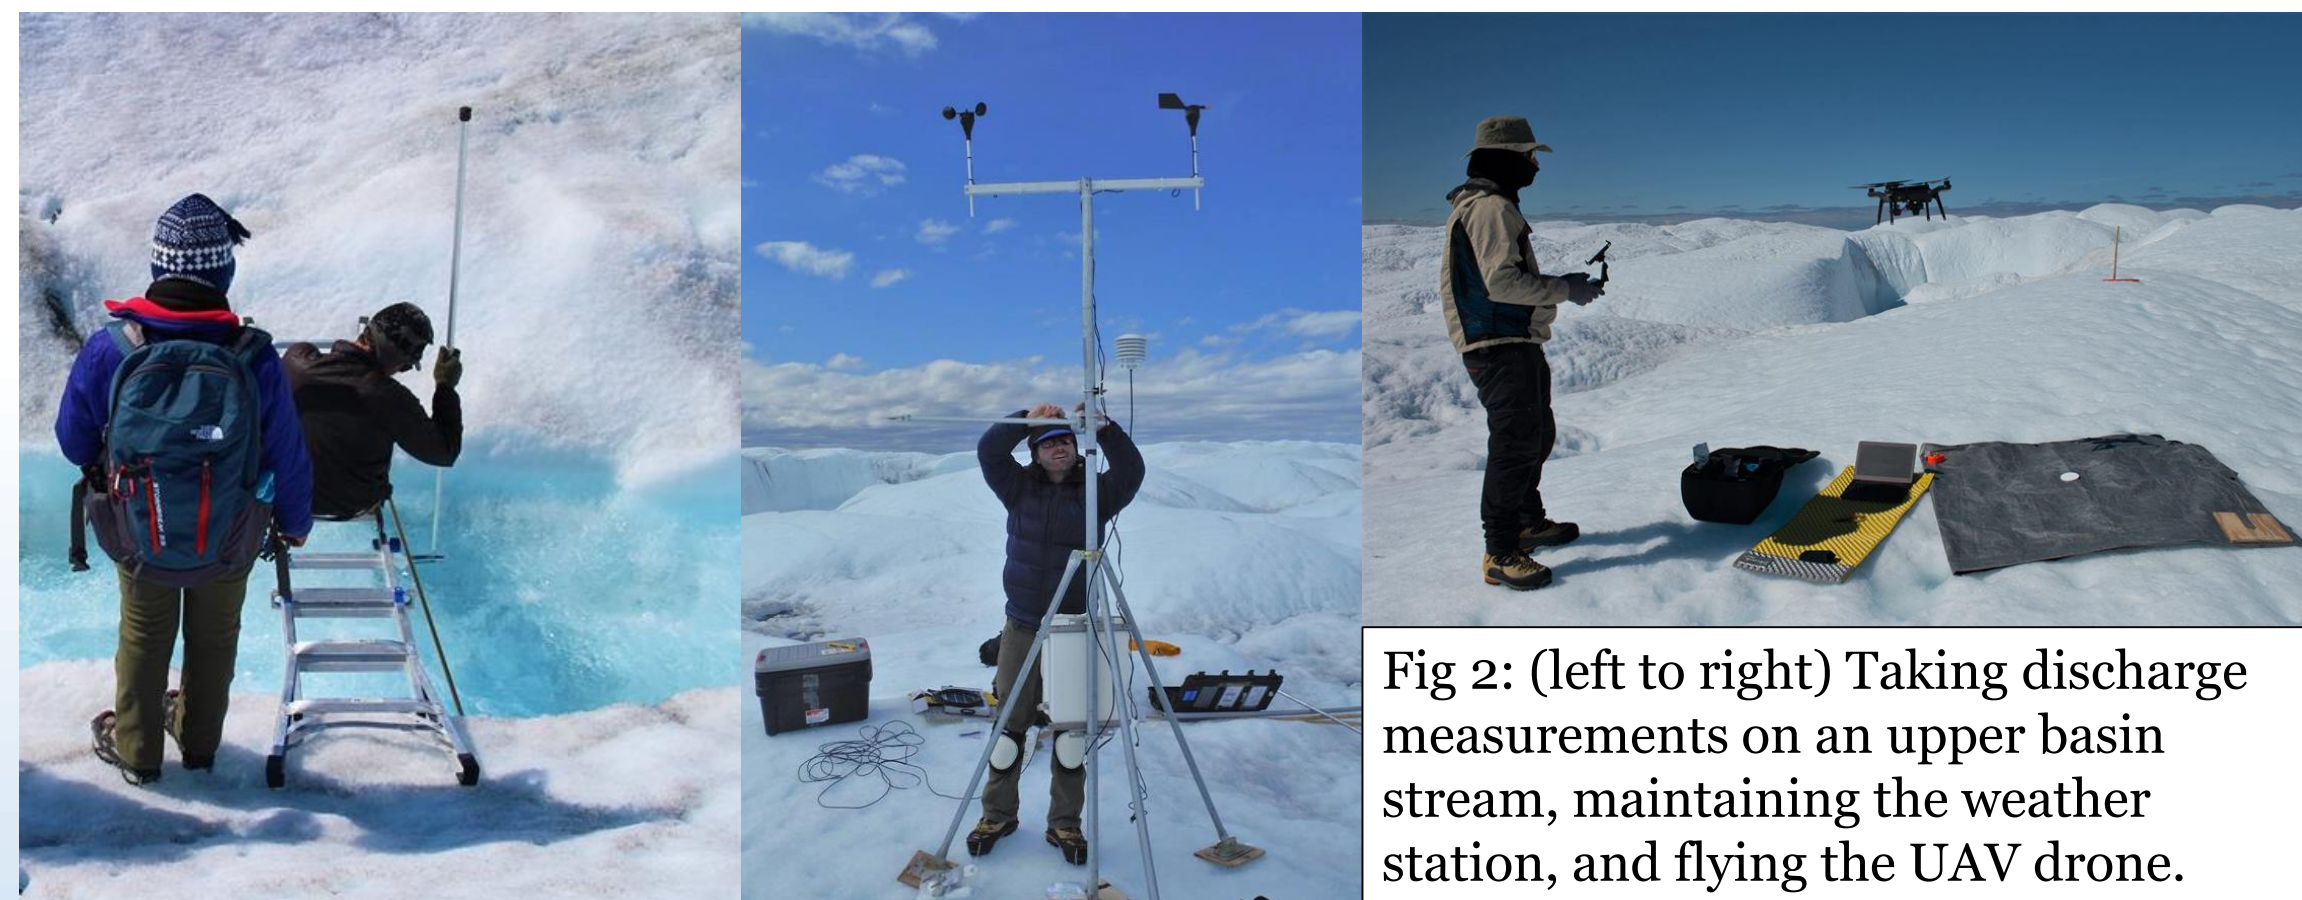 THE
NORTH
FACE
Fig 2: (left to right) Taking discharge
measurements on an upper basin
stream, maintaining the weather
station, and flying the UAV drone.